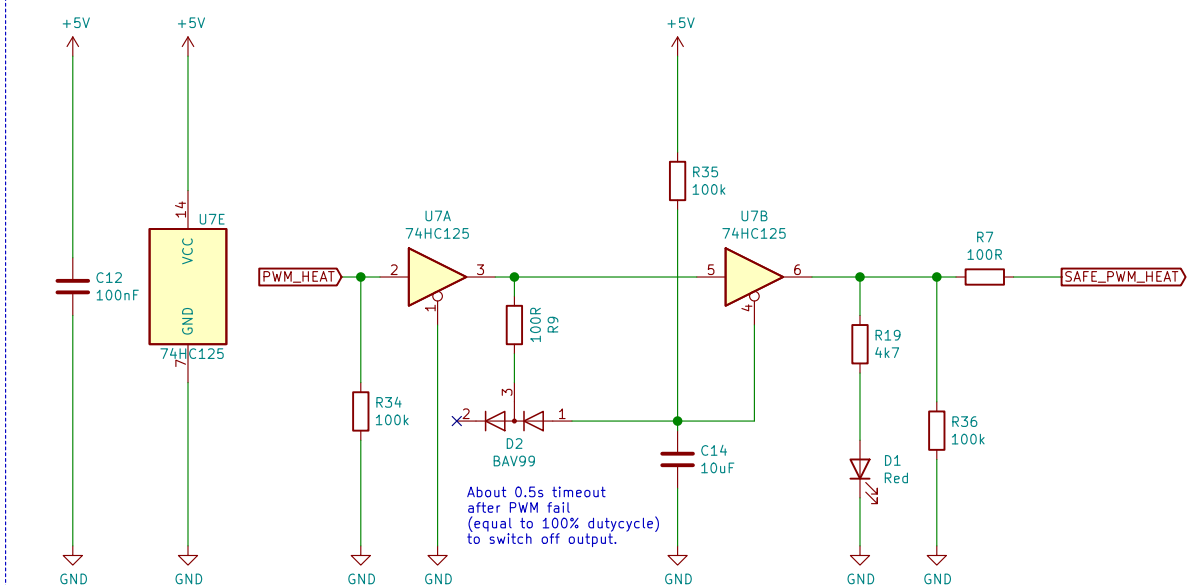 +5V
+5V
+5V
R35
100k
14
U7E
VCC
GND
74HC125
7
C12
100nF
U7A
74HC125
U7B
74HC125
R7
100R
PWM_HEAT
2
3
1
5
6
4
SAFE_PWM_HEAT
100R
R9
R19
4k7
R34
100k
3
2
1
D2
BAV99
C14
10uF
R36
100k
D1
Red
About 0.5s timeout
after PWM fail
(equal to 100% dutycycle)
to switch off output.
GND
GND
GND
GND
GND
GND
GND